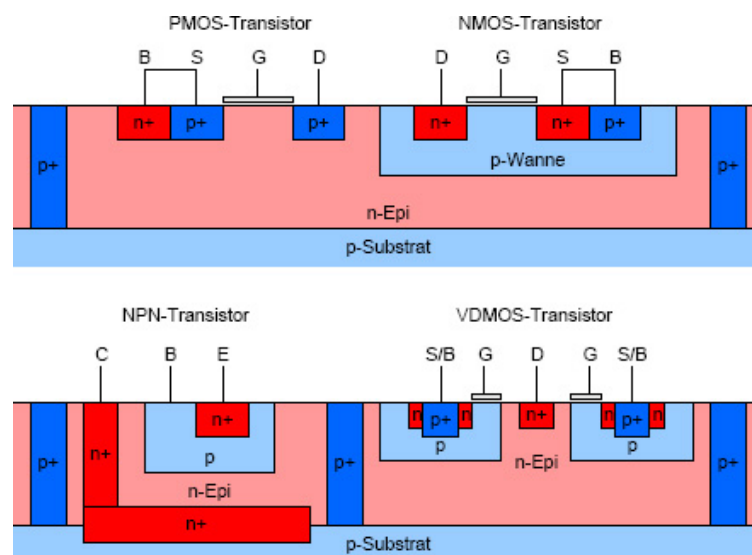 PMOS-Transistor NMOS-Transistor
B S G D D G S B
n+ p+ p+ n+ n+ p+
p+ p-Wanne p+
n-Epi
p-Substrat
NPN-Transistor VDMOS-Transistor
C B E S/B G D G S/B
n+ n p+ n n+ n p+ n
p+ n+ p p+ p n-Epi p p+
n-Epi
n+
p-Substrat